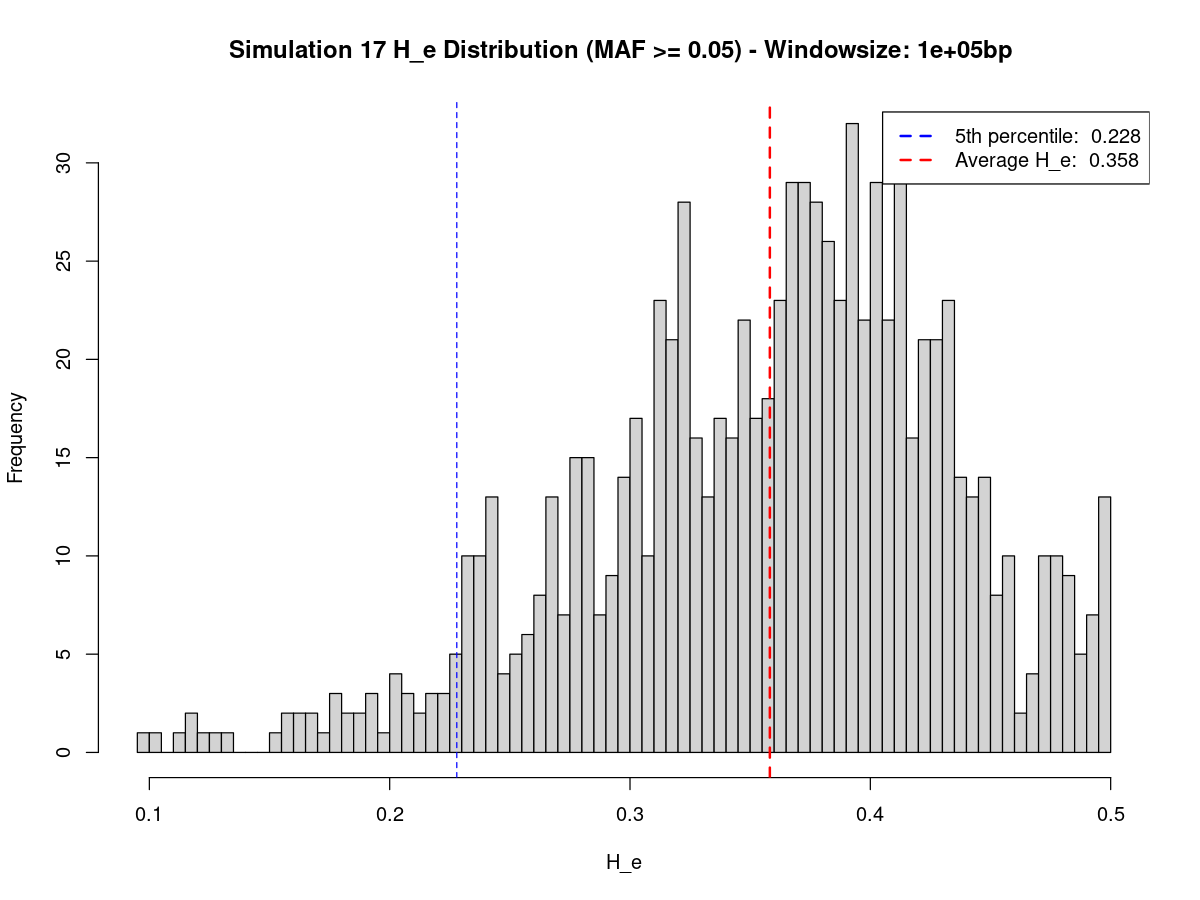 Simulation 17 H_e Distribution (MAF >= 0.05) - Windowsize: 1e+05bp
5th percentile:  0.228
Average H_e:  0.358
Frequency
30
25
20
15
10
5
0
0.1
0.2
0.3
0.4
0.5
H_e